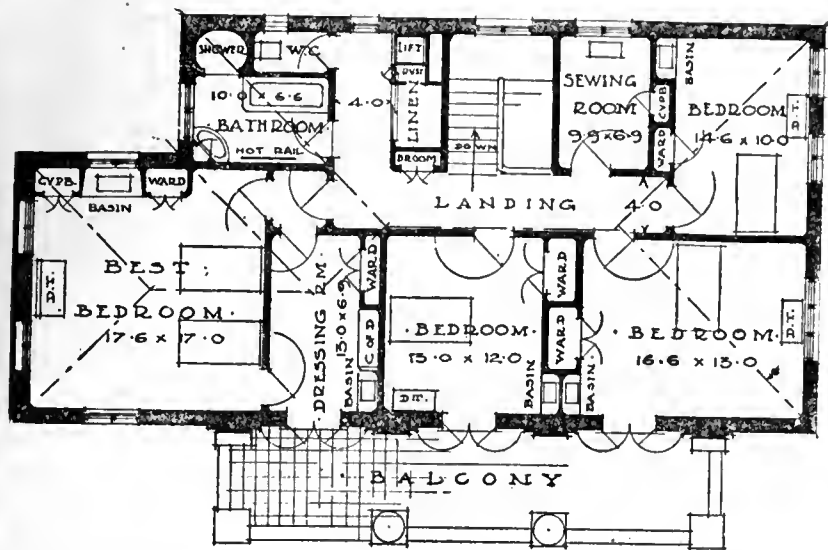 SHOWER
W.C.
LIFT
DUST
LINEN
10.0 x 6.6
BATHROOM
HOT RAIL
4.0
BROOM
DOWN
SEWING
ROOM
9.9 x 6.9
BASIN
CUPB.
WARD
BEDROOM
14.6 x 10.0
D.T.
LANDING
4.0
CUPB.
BASIN
WARD
BEST
BEDROOM
17.6 x 17.0
D.T.
DRESSING RM.
13.0 x 6.9
WARD
BASIN
BEDROOM
13.0 x 12.0
D.T.
WARD
WARD
BASIN
BASIN
BEDROOM
16.6 x 13.0
D.T.
BALCONY